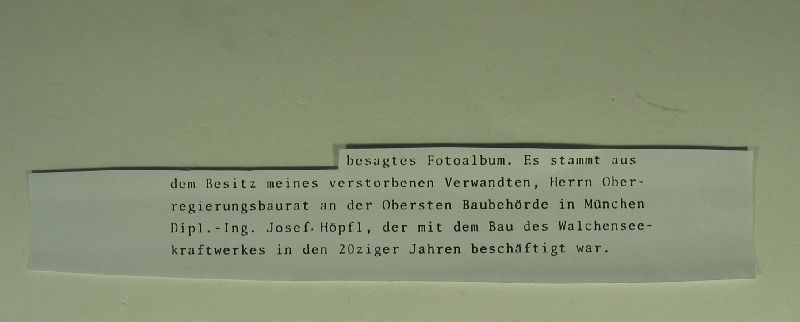 besagtes Fotoalbum. Es stammt aus
dem Besitz meines verstorbenen Verwandten, Herrn Ober-
regierungsbaurat an der Obersten Baubehörde in München
Dipl.-Ing. Josef Höpfl, der mit dem Bau des Walchensee-
kraftwerkes in den 20ziger Jahren beschäftigt war.